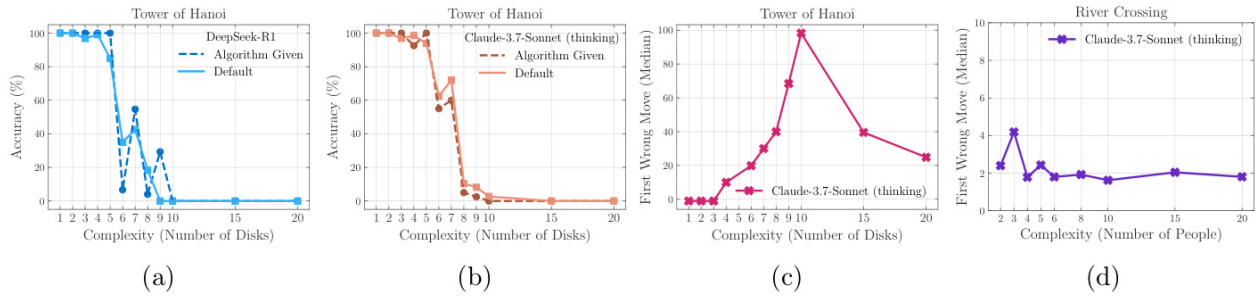 Tower of Hanoi
Accuracy (%)
100
80
60
40
20
0
DeepSeek-R1
Algorithm Given
Default
1 2 3 4 5 6 7 8 9 10 15 20
Complexity (Number of Disks)
(a)
Tower of Hanoi
Accuracy (%)
100
80
60
40
20
0
Claude-3.7-Sonnet (thinking)
Algorithm Given
Default
1 2 3 4 5 6 7 8 9 10 15 20
Complexity (Number of Disks)
(b)
Tower of Hanoi
First Wrong Move (Median)
100
80
60
40
20
0
Claude-3.7-Sonnet (thinking)
1 2 3 4 5 6 7 8 9 10 15 20
Complexity (Number of Disks)
(c)
River Crossing
First Wrong Move (Median)
10
8
6
4
2
0
Claude-3.7-Sonnet (thinking)
2 3 4 5 6 8 10 15 20
Complexity (Number of People)
(d)